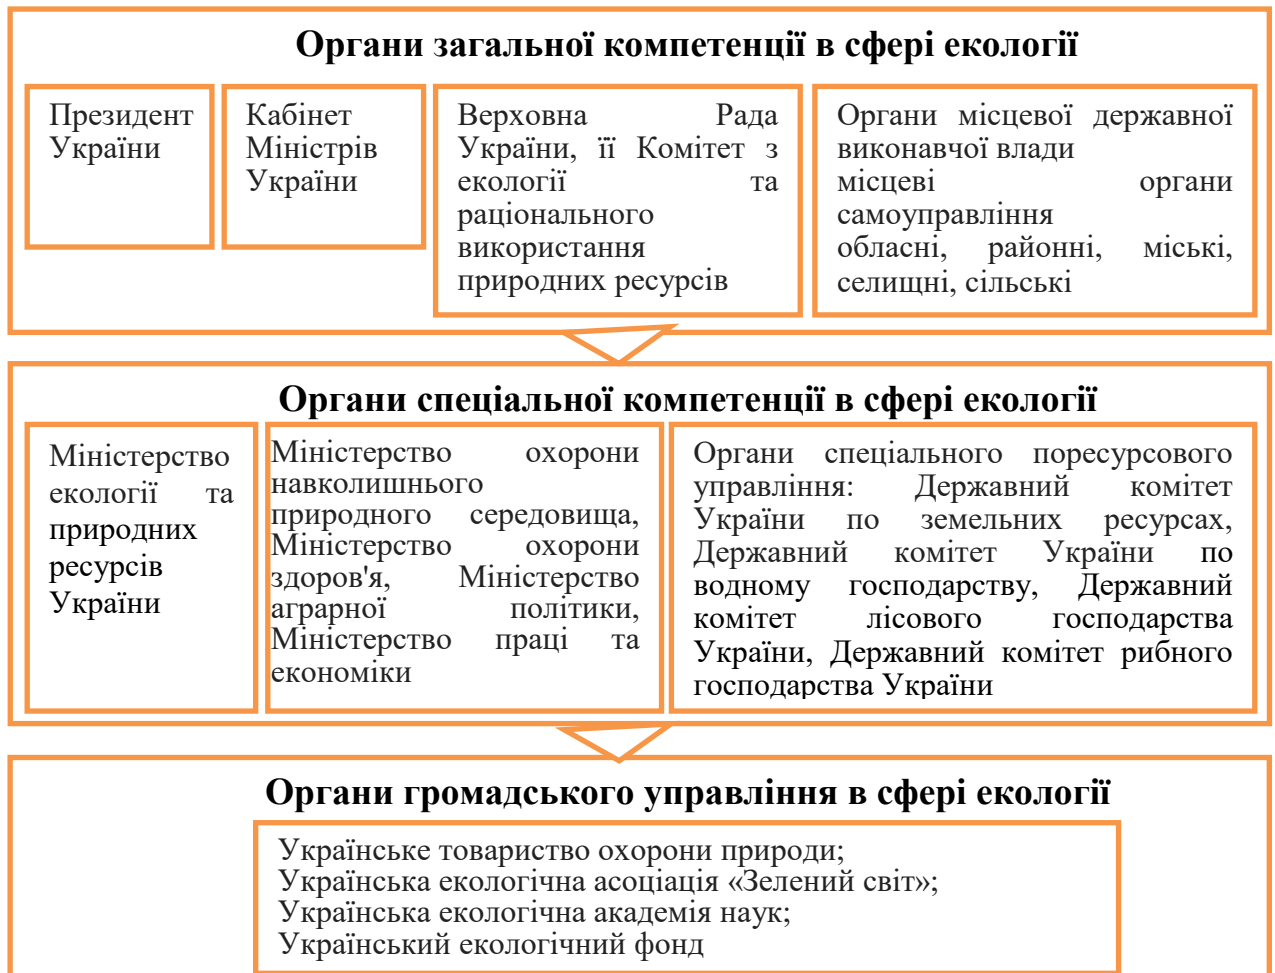 Органи загальної компетенції в сфері екології
Президент
України
Кабінет
Міністрів
України
Верховна Рада
України, її Комітет з
екології та
раціонального
використання
природних ресурсів
Органи місцевої державної
виконавчої влади
місцеві органи
самоуправління
обласні, районні, міські,
селищні, сільські
Органи спеціальної компетенції в сфері екології
Міністерство
екології та
природних
ресурсів
України
Міністерство охорони
навколишнього
природного середовища,
Міністерство охорони
здоров'я, Міністерство
аграрної політики,
Міністерство праці та
економіки
Органи спеціального поресурсового
управління: Державний комітет
України по земельних ресурсах,
Державний комітет України по
водному господарству, Державний
комітет лісового господарства
України, Державний комітет рибного
господарства України
Органи громадського управління в сфері екології
Українське товариство охорони природи;
Українська екологічна асоціація «Зелений світ»;
Українська екологічна академія наук;
Український екологічний фонд